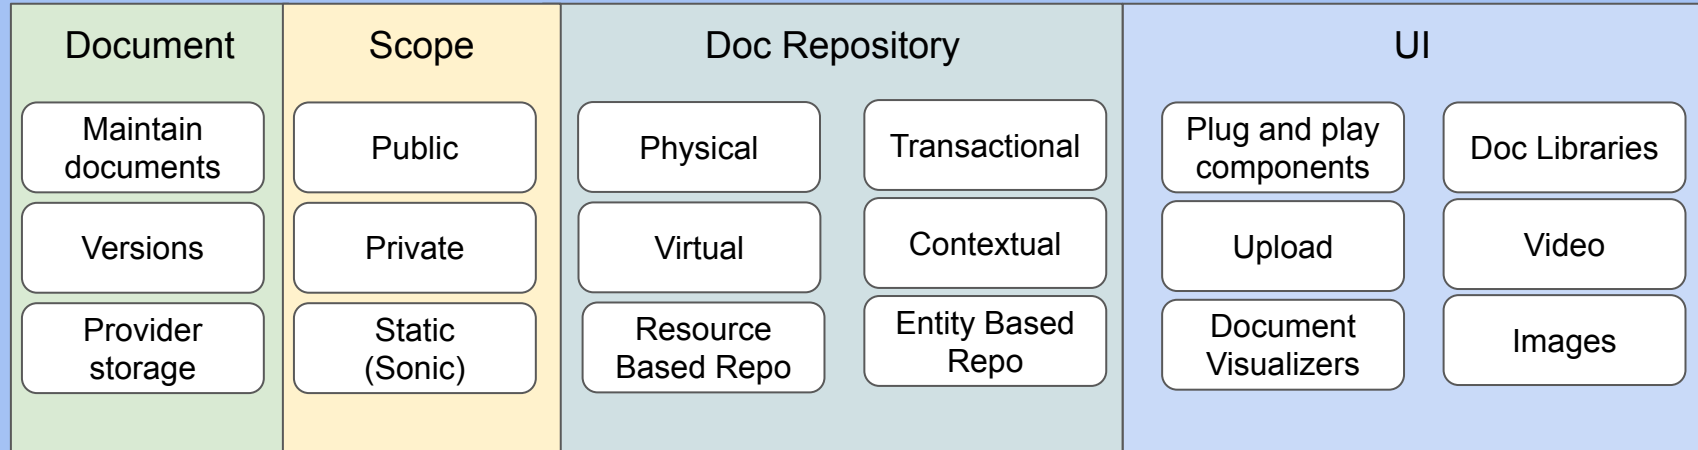 Document
Maintain
documents
Versions
Provider
storage
Scope
Public
Private
Static
(Sonic)
Doc Repository
Physical
Virtual
Resource
Based Repo
Transactional
Contextual
Entity Based
Repo
UI
Plug and play
components
Upload
Document
Visualizers
Doc Libraries
Video
Images